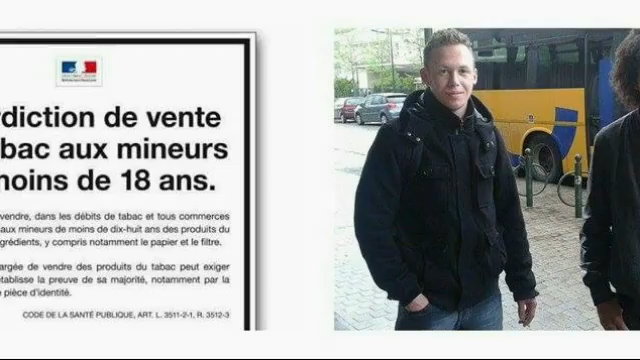 rdiction de vente
bac aux mineurs
moins de 18 ans.
vendre, dans les débits de tabac et tous commerces
aux mineurs de moins de dix-huit ans des produits du
grédients, y compris notamment le papier et le filtre.
argée de vendre des produits du tabac peut exiger
établisse la preuve de sa majorité, notamment par la
pièce d'identité.
CODE DE LA SANTÉ PUBLIQUE, ART. L. 3511-2-1, R. 3512-3